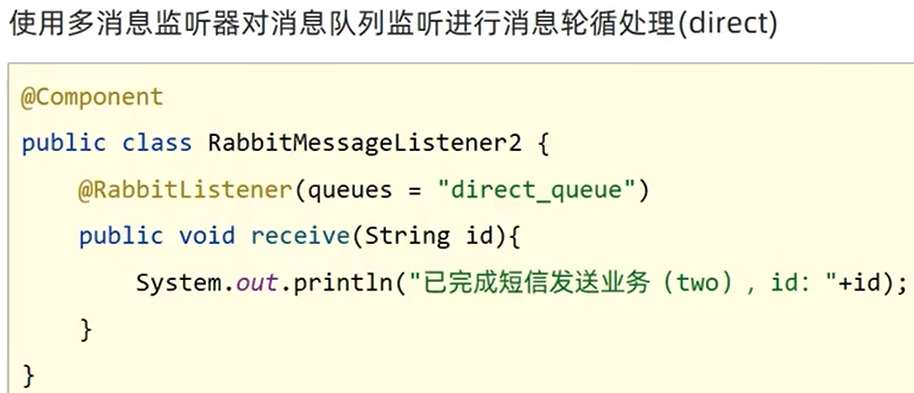 使用多消息监听器对消息队列监听进行消息轮循处理(direct)
@Component
public class RabbitMessageListener2 {
@RabbitListener(queues = "direct_queue")
public void receive(String id){
System.out.println("已完成短信发送业务（two），id："+id);
}
}